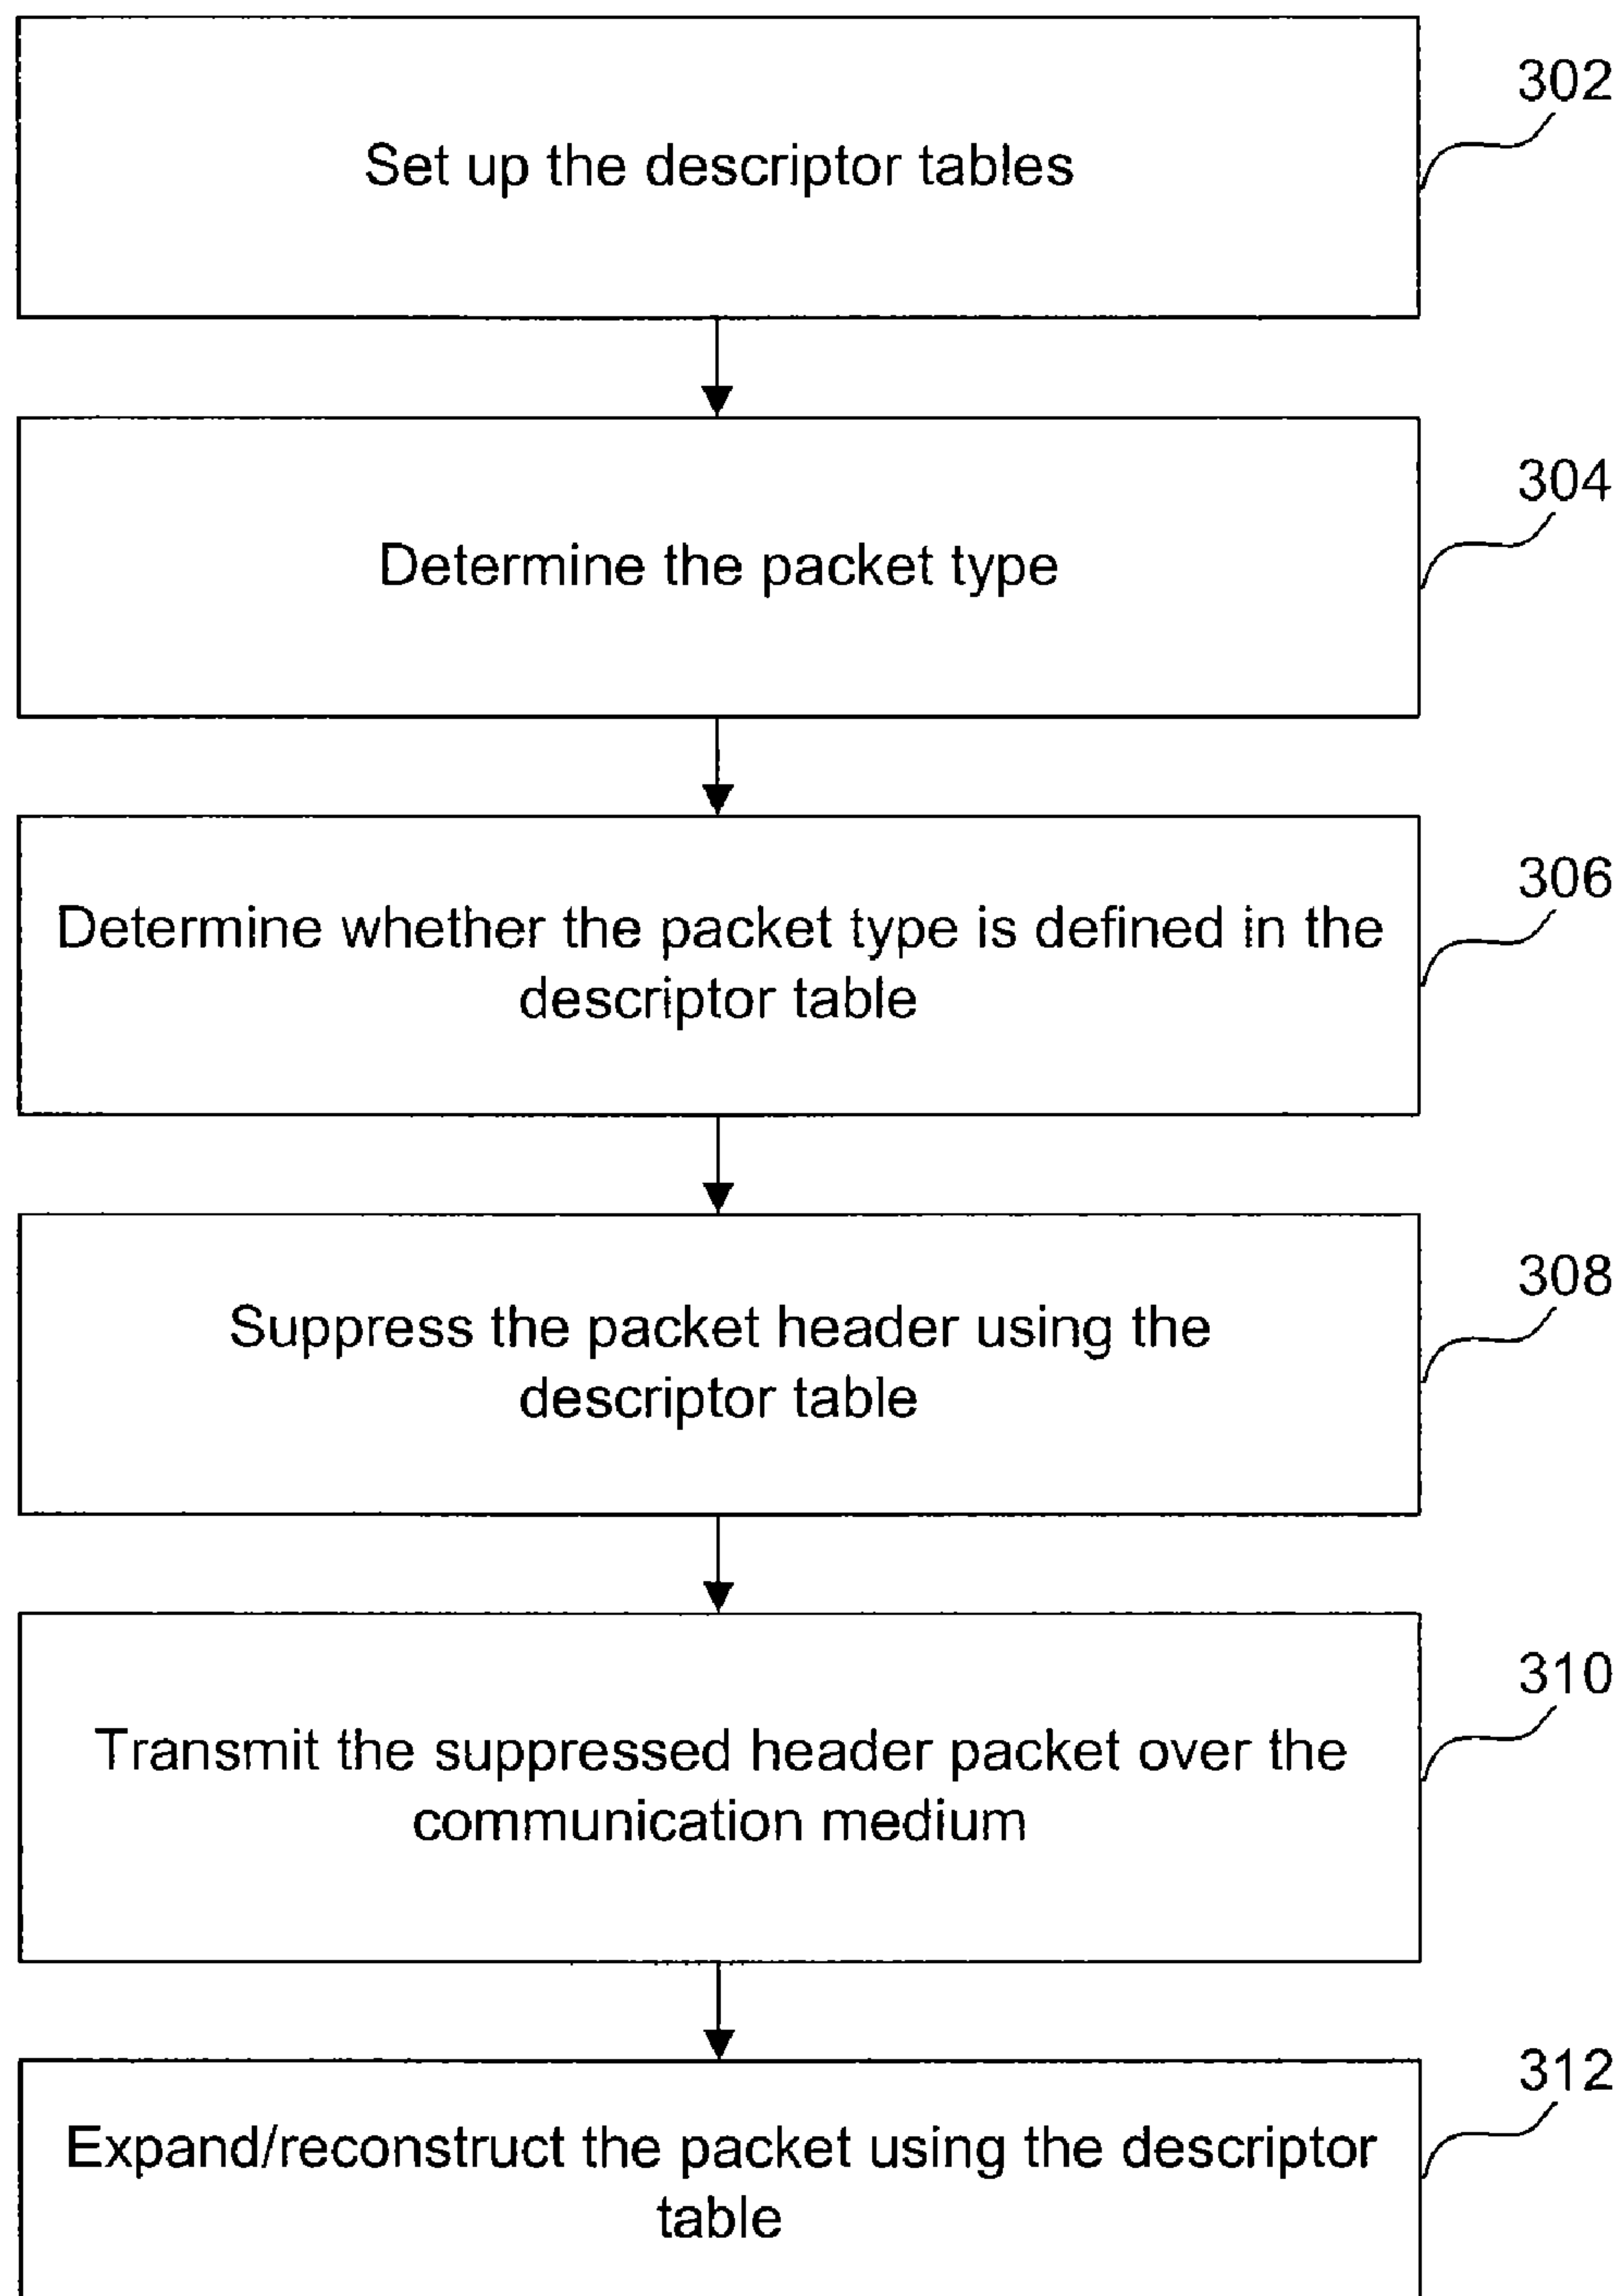 302
Set up the descriptor tables
304
Determine the packet type
306
Determine whether the packet type is defined in the
descriptor table
308
Suppress the packet header using the
descriptor table
310
Transmit the suppressed header packet over the
communication medium
312
Expand/reconstruct the packet using the descriptor
table